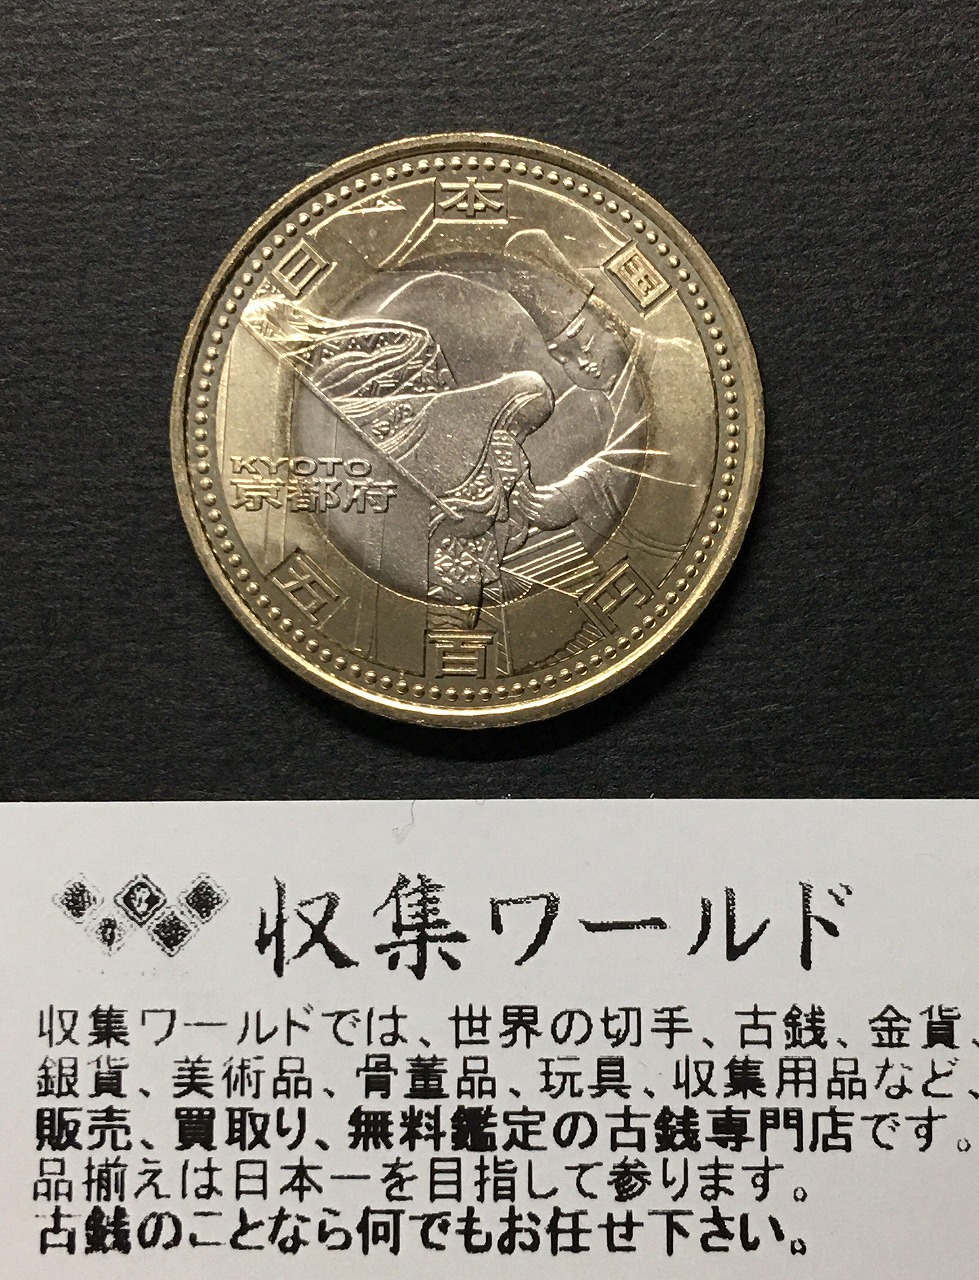 日本国
KYOTO
京都府
五百円
収集ワールド
収集ワールドでは、世界の切手、古銭、金貨、
銀貨、美術品、骨董品、玩具、収集用品など、
販売、買取り、無料鑑定の古銭専門店です。
品揃えは日本一を目指して参ります。
古銭のことなら何でもお任せ下さい。